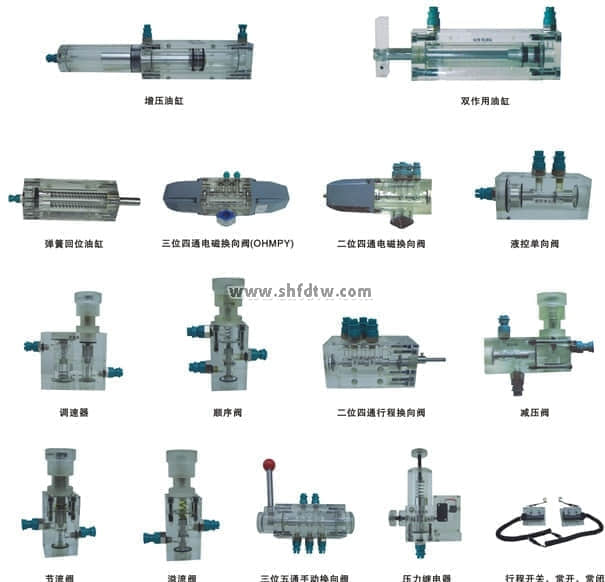 增压油缸
双作用油缸
弹簧回位油缸
三位四通电磁换向阀(OHMPY)
二位四通电磁换向阀
液控单向阀
www.shfdtw.com
调速器
顺序阀
二位四通行程换向阀
减压阀
节流阀
溢流阀
三位五通手动换向阀
压力继电器
行程开关、常开、常闭